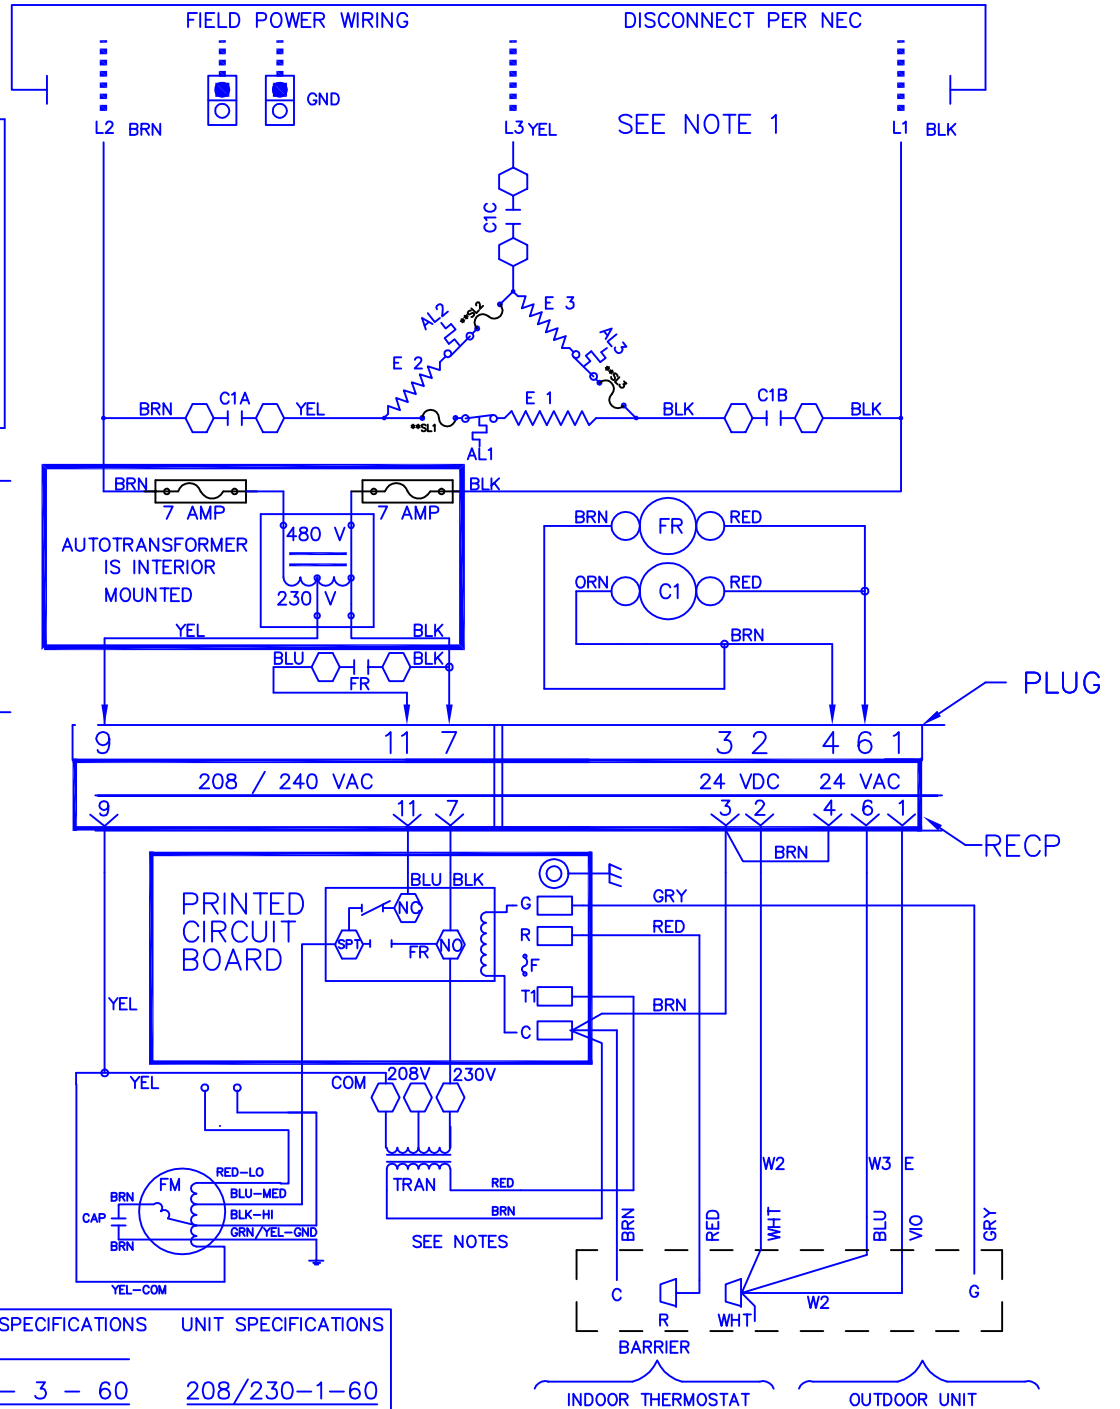 FIELD POWER WIRING
DISCONNECT PER NEC
GND
L2 BRN
L3 YEL
SEE NOTE 1
L1 BLK
C1C
E 3
AL2
**SL2
AL3
**SL3
E 2
BRN
C1A
YEL
E 1
BLK
C1B
BLK
**SL1
AL1
BRN
BLK
7 AMP
7 AMP
AUTOTRANSFORMER
IS INTERIOR
MOUNTED
480 V
230 V
YEL
BLK
BRN
FR
RED
ORN
C1
RED
BRN
BLU
BLK
FR
PLUG
9
11
7
3
2
4
6
1
208 / 240 VAC
24 VDC
24 VAC
9
11
7
3
2
4
6
1
RECP
BRN
PRINTED
CIRCUIT
BOARD
BLU
BLK
NC
SPT
FR
NO
G
GRY
R
RED
F
T1
C
BRN
YEL
YEL
COM
208V
230V
TRAN
RED
BRN
SEE NOTES
FM
RED-LO
BLU-MED
BLK-HI
GRN/YEL-GND
BRN
CAP
BRN
YEL-COM
W2
W3
E
BRN
RED
WHT
BLU
VIO
GRY
C
R
WHT
W2
G
BARRIER
INDOOR THERMOSTAT
OUTDOOR UNIT
SPECIFICATIONS
UNIT SPECIFICATIONS
- 3 - 60
208/230-1-60